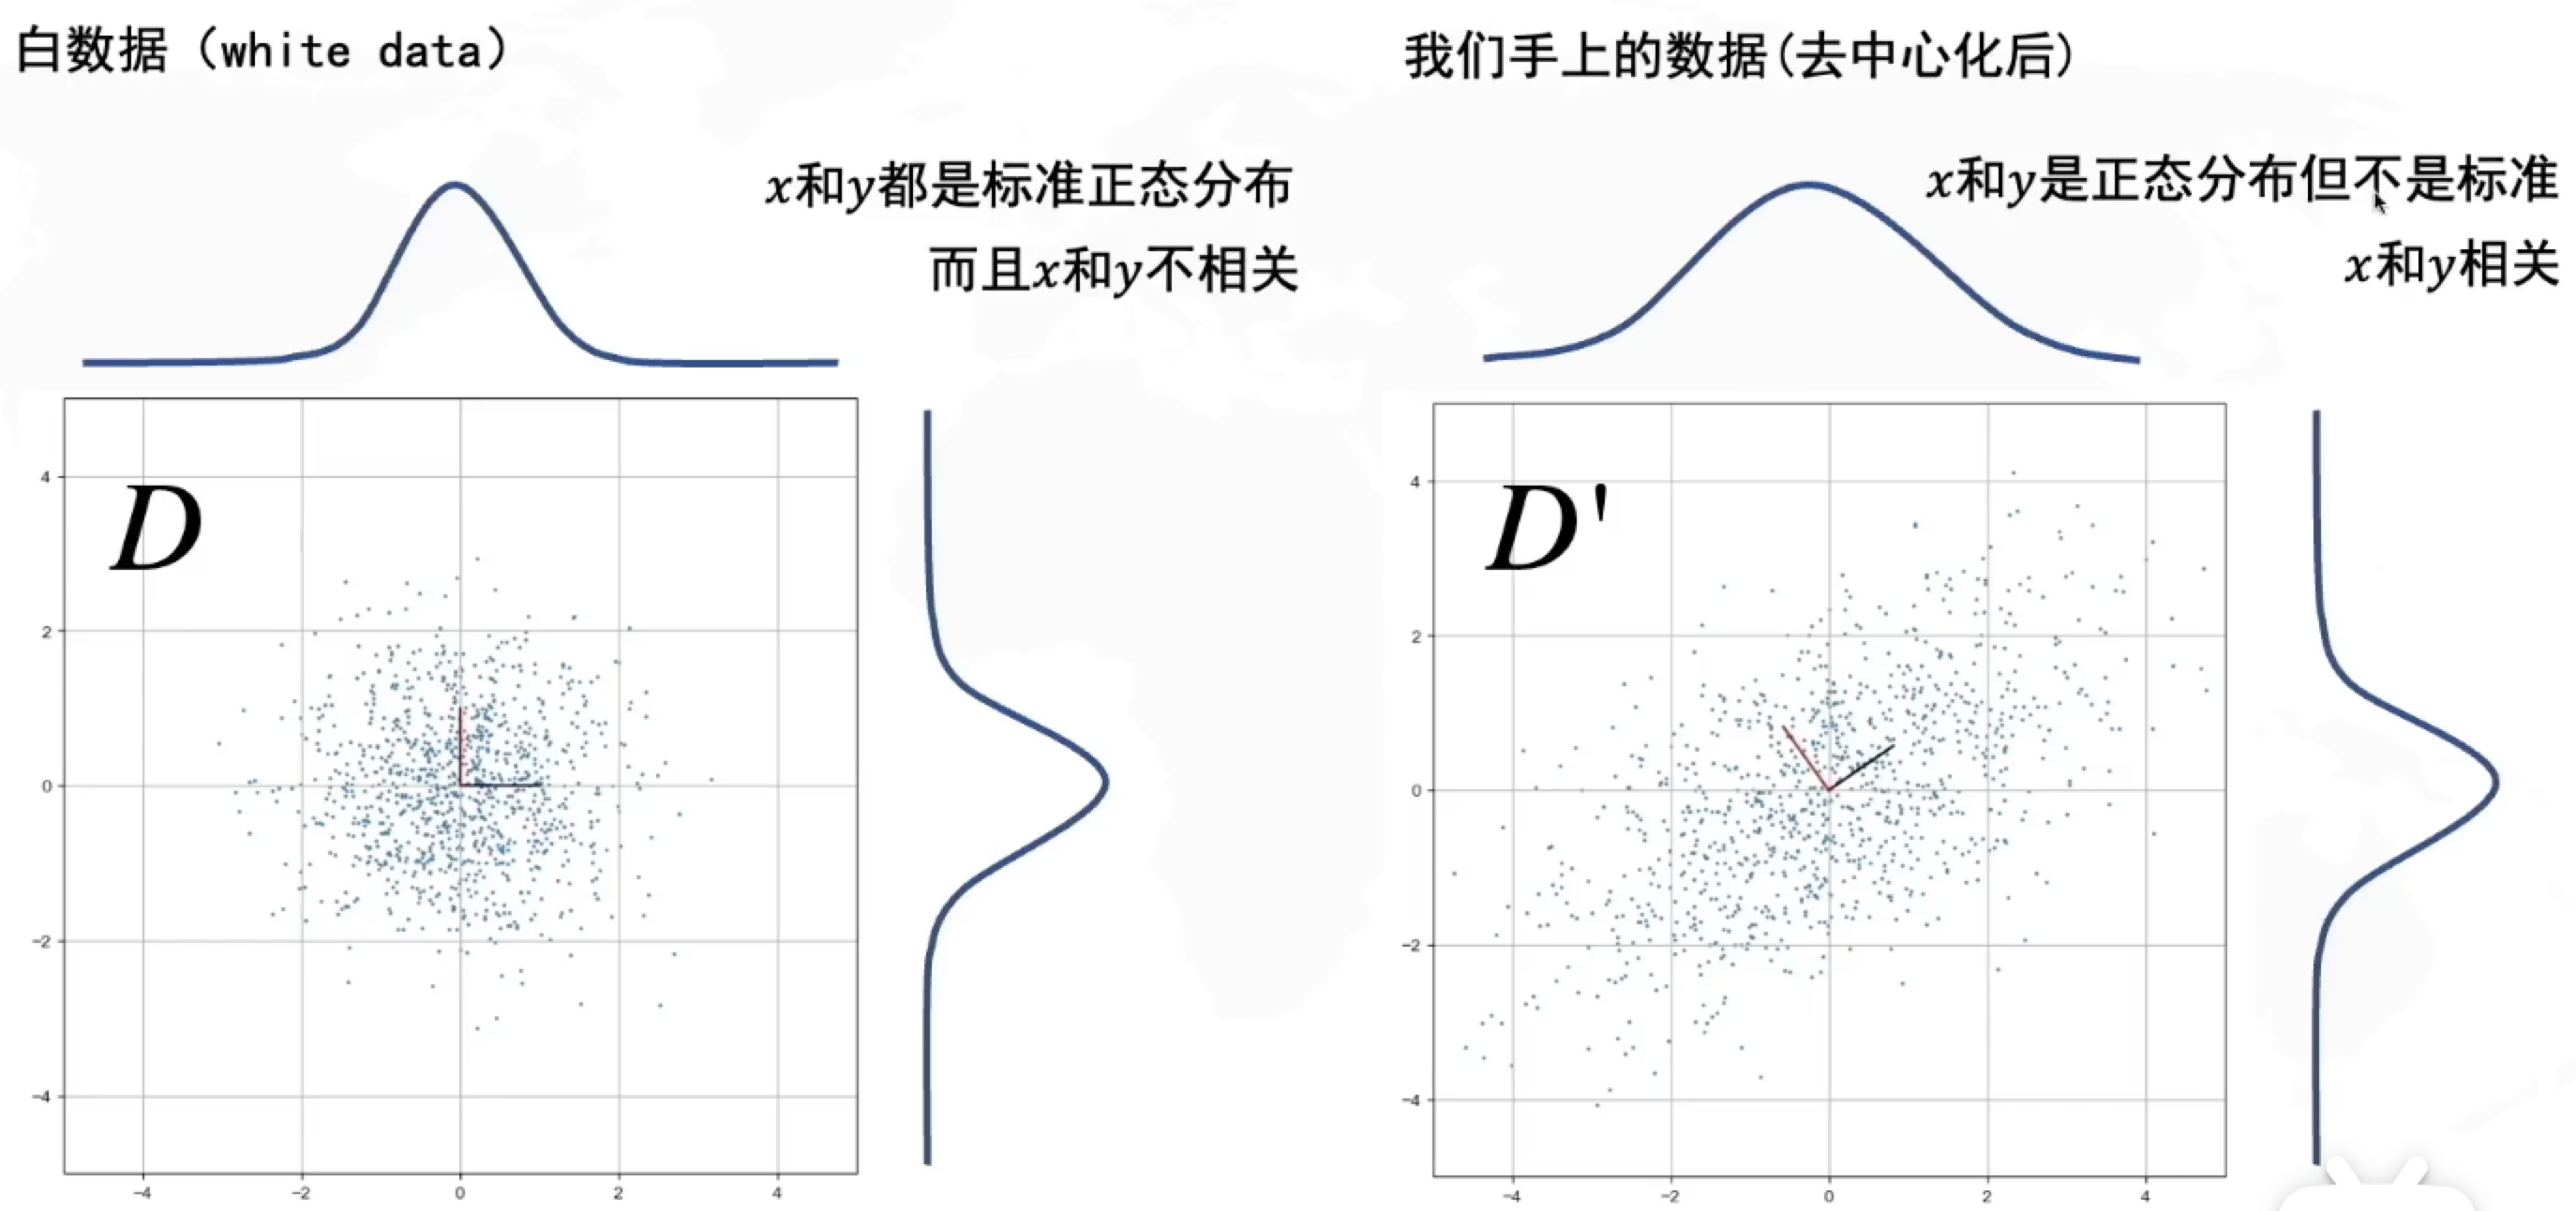 白数据（white data）
x和y都是标准正态分布
而且x和y不相关
D
4
2
0
−2
−4
−4
−2
0
2
4
我们手上的数据(去中心化后)
x和y是正态分布但不是标准
x和y相关
D'
4
2
0
−2
−4
−4
−2
0
2
4